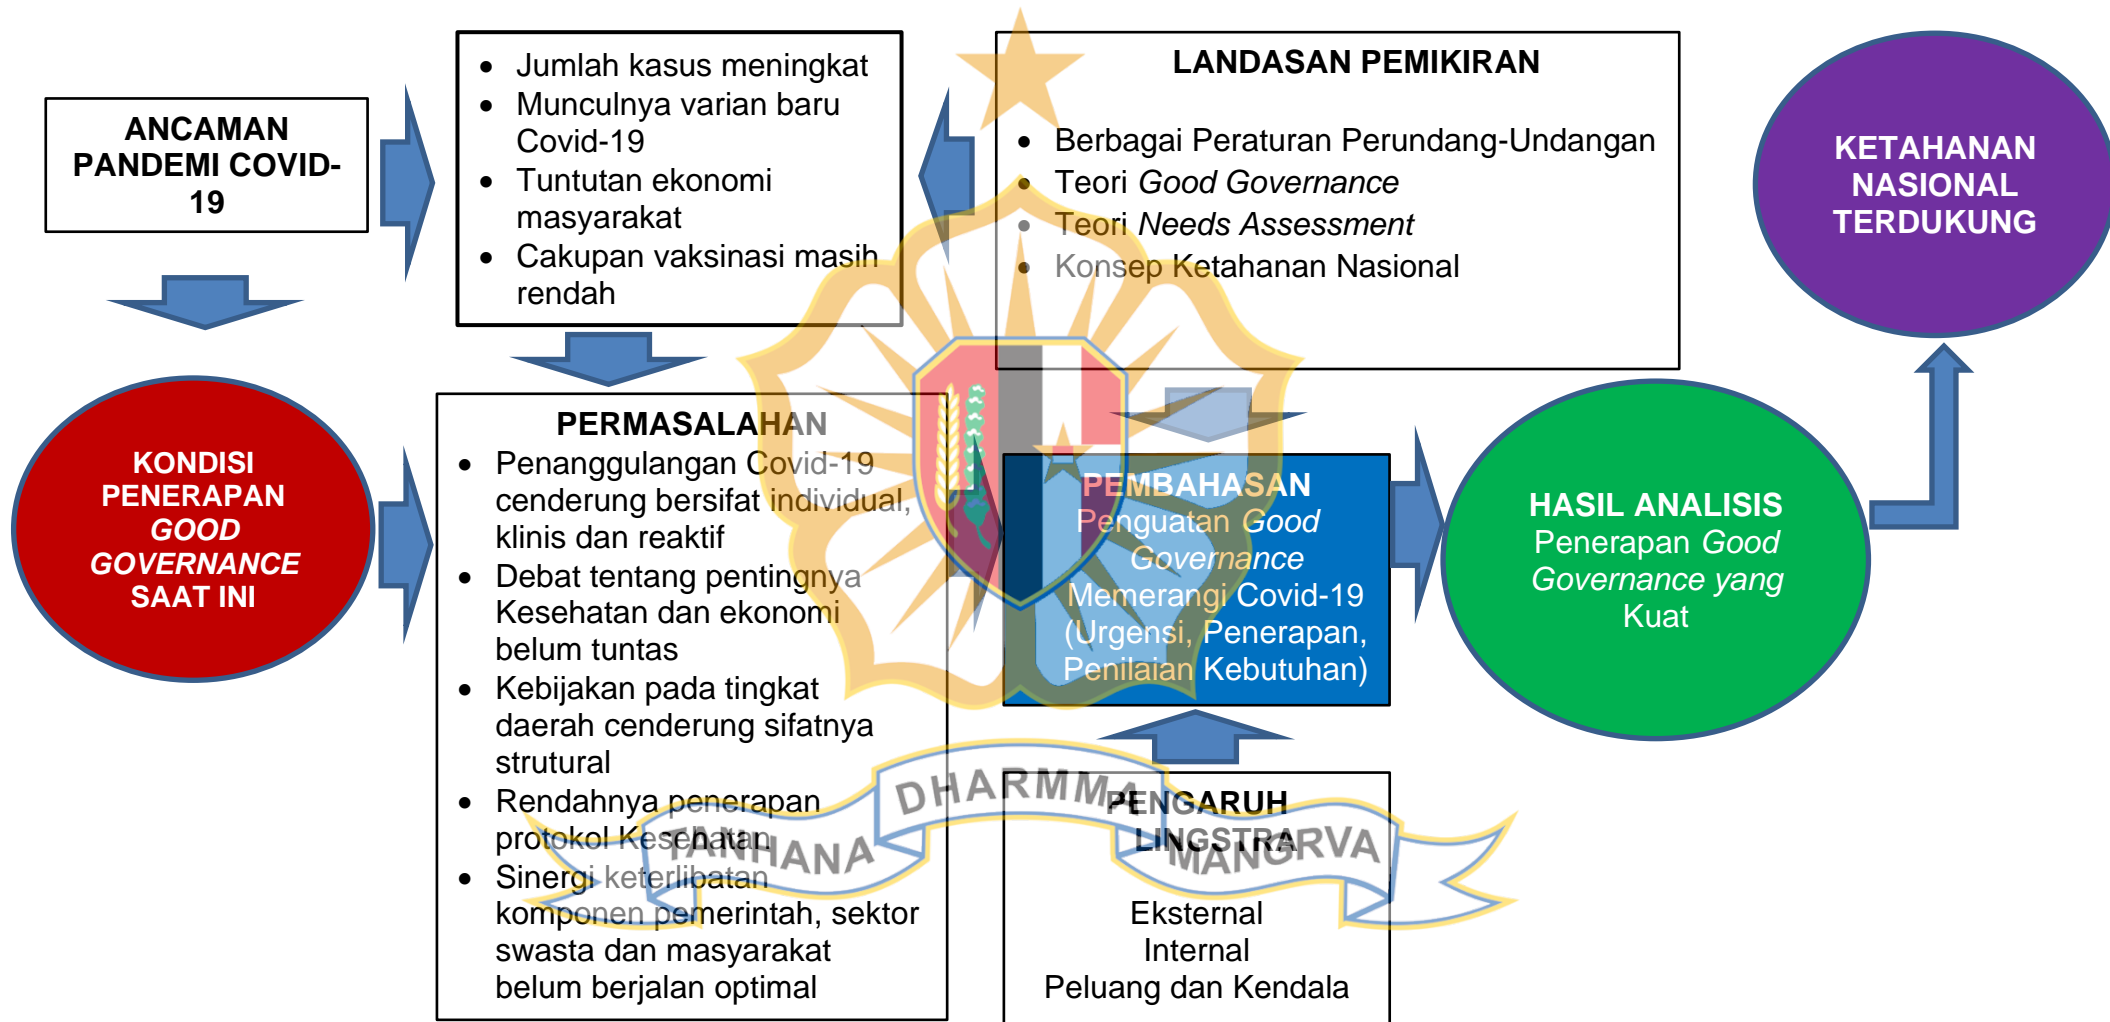 ANCAMAN
PANDEMI COVID-
19
• Jumlah kasus meningkat
• Munculnya varian baru
Covid-19
• Tuntutan ekonomi
masyarakat
• Cakupan vaksinasi masih
rendah
LANDASAN PEMIKIRAN
• Berbagai Peraturan Perundang-Undangan
• Teori Good Governance
• Teori Needs Assessment
• Konsep Ketahanan Nasional
KETAHANAN
NASIONAL
TERDUKUNG
KONDISI
PENERAPAN
GOOD
GOVERNANCE
SAAT INI
PERMASALAHAN
• Penanggulangan Covid-19
cenderung bersifat individual,
klinis dan reaktif
• Debat tentang pentingnya
Kesehatan dan ekonomi
belum tuntas
• Kebijakan pada tingkat
daerah cenderung sifatnya
strutural
• Rendahnya penerapan
protokol Kesehatan
• Sinergi keterlibatan
komponen pemerintah, sektor
swasta dan masyarakat
belum berjalan optimal
PEMBAHASAN
Penguatan Good
Governance
Memerangi Covid-19
(Urgensi, Penerapan,
Penilaian Kebutuhan)
HASIL ANALISIS
Penerapan Good
Governance yang
Kuat
PENGARUH
LINGSTRA
Eksternal
Internal
Peluang dan Kendala
TANHANA DHARMMA MANGRVA